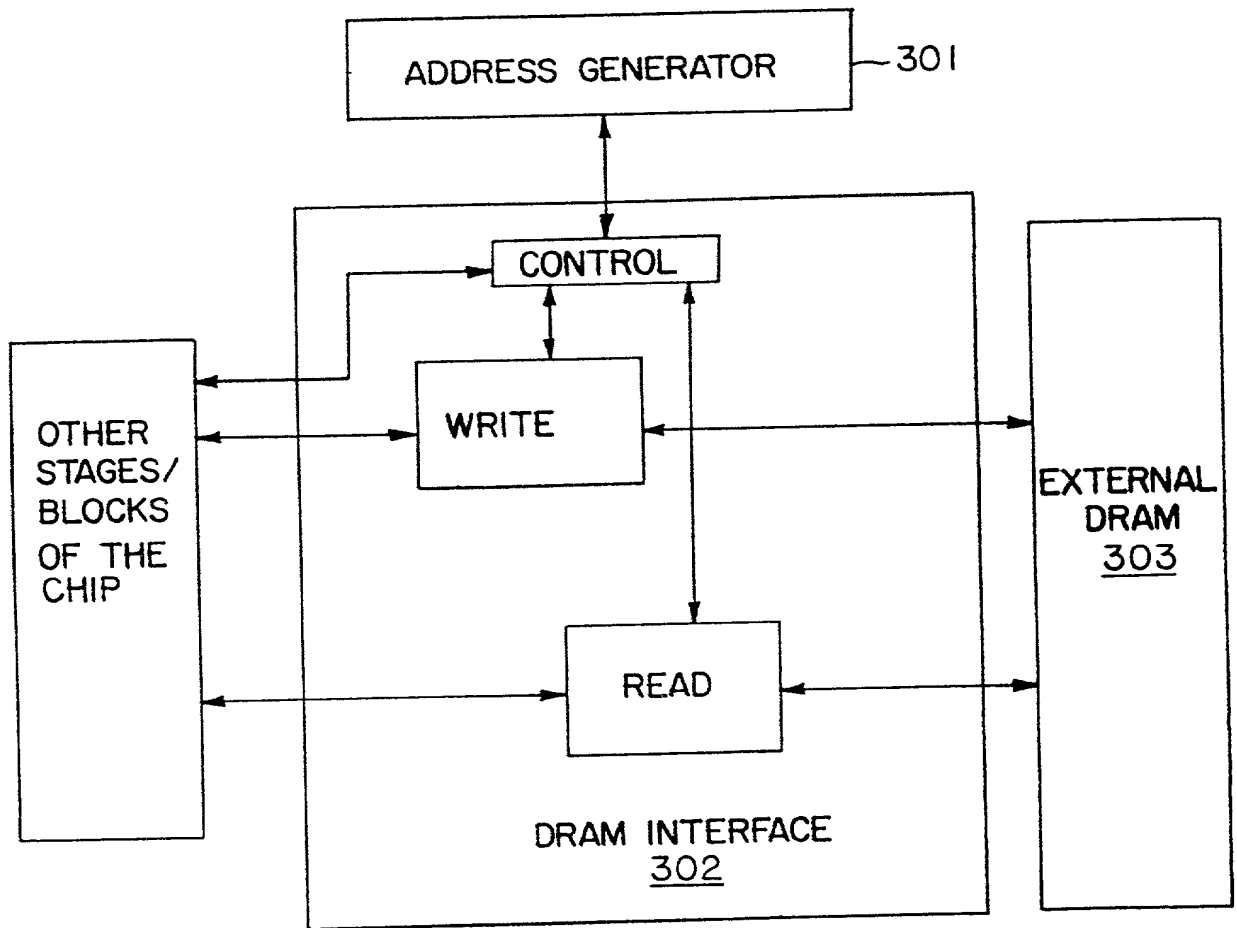 ADDRESS GENERATOR
301
CONTROL
WRITE
READ
OTHER
STAGES/
BLOCKS
OF THE
CHIP
EXTERNAL
DRAM
303
DRAM INTERFACE
302